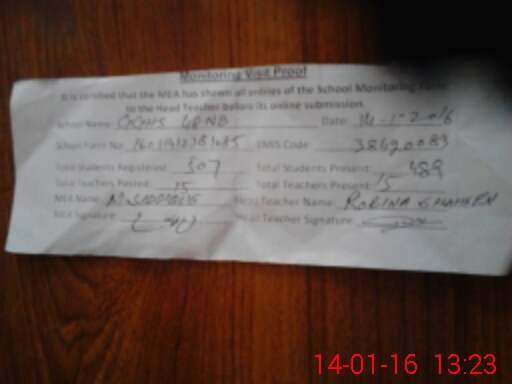 Monitoring Visit Proof
It is certified that the MEA has shown all entries of the School Monitoring Form
to the Head Teacher before its online submission.
School Name: GGHS 48NB Date: 14-1-2016
School Form No. EMIS Code 38420083
Total Students Registered: 507 Total Students Present: 489
Total Teachers Posted: 15 Total Teachers Present: 15
MEA Name: M. Head Teacher Name: ROBINA SHAHEEN
MEA Signature: Head Teacher Signature:
14-01-16 13:23